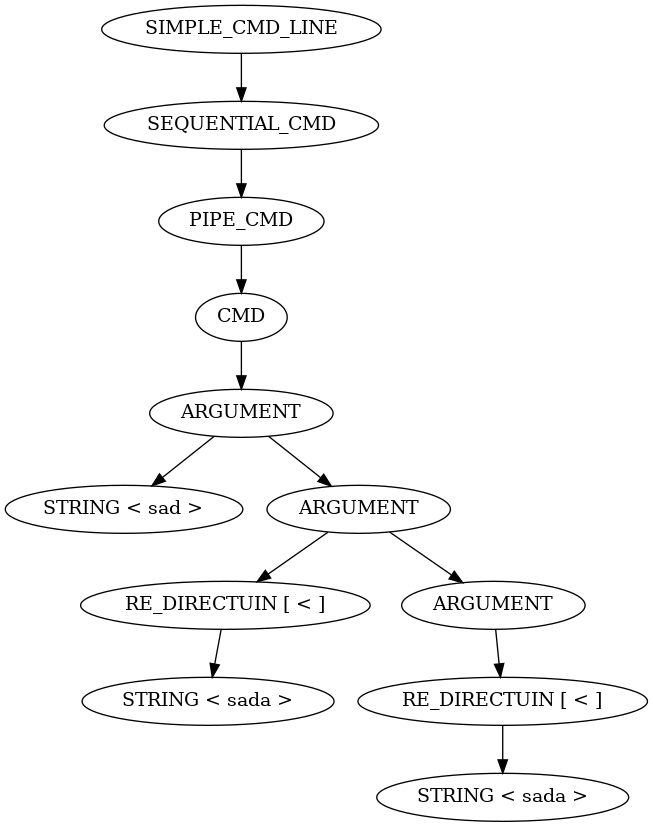 SIMPLE_CMD_LINE
SEQUENTIAL_CMD
PIPE_CMD
CMD
ARGUMENT
STRING < sad >
ARGUMENT
RE_DIRECTUIN [ < ]
ARGUMENT
STRING < sada >
RE_DIRECTUIN [ < ]
STRING < sada >